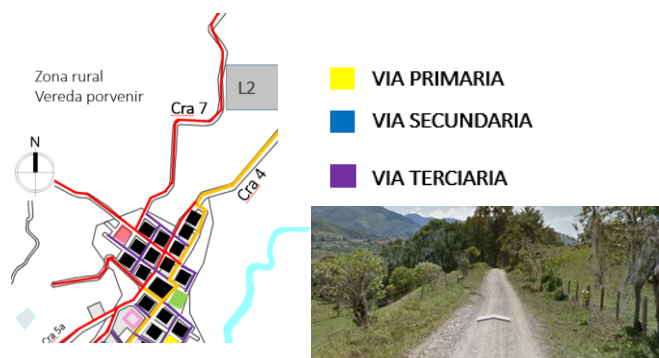 Zona rural
Vereda porvenir
L2
Cra 7
N
Cra 4
Cra 5a
VIA PRIMARIA
VIA SECUNDARIA
VIA TERCIARIA